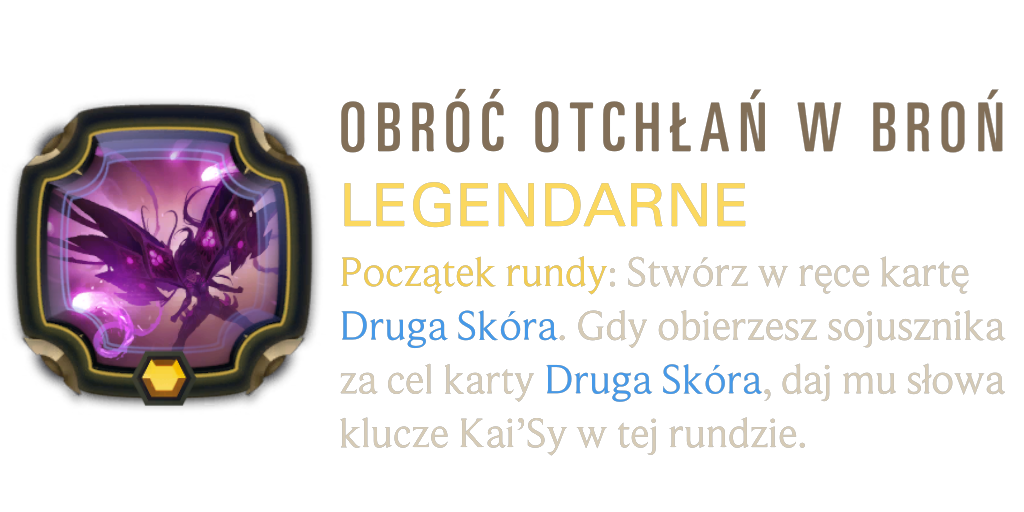 OBRÓĆ OTCHŁAŃ W BROŃ
LEGENDARNE
Początek rundy: Stwórz w ręce kartę
Druga Skóra. Gdy obierzesz sojusznika
za cel karty Druga Skóra, daj mu słowa
klucze Kai’Sy w tej rundzie.